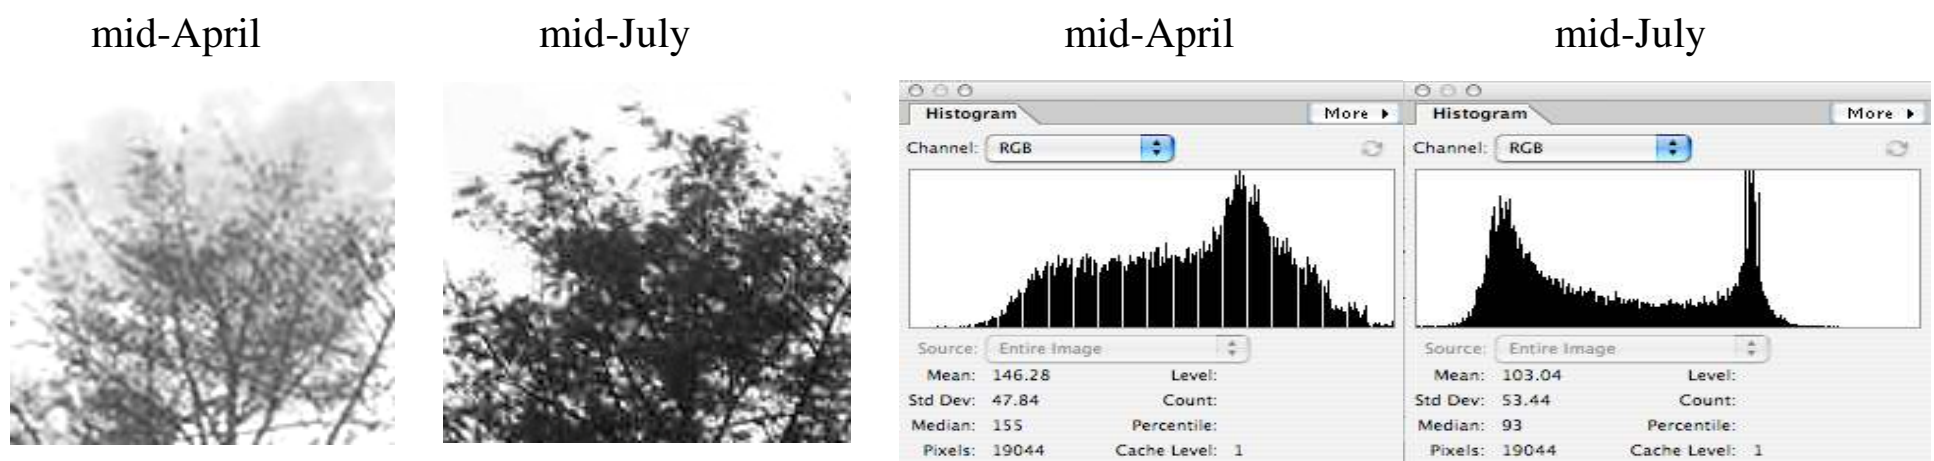 mid-April
mid-July
mid-April
mid-July
Histogram
More
Channel: RGB
Source: Entire Image
Mean: 146.28 Level:
Std Dev: 47.84 Count:
Median: 155 Percentile:
Pixels: 19044 Cache Level: 1
Histogram
More
Channel: RGB
Source: Entire Image
Mean: 103.04 Level:
Std Dev: 53.44 Count:
Median: 93 Percentile:
Pixels: 19044 Cache Level: 1